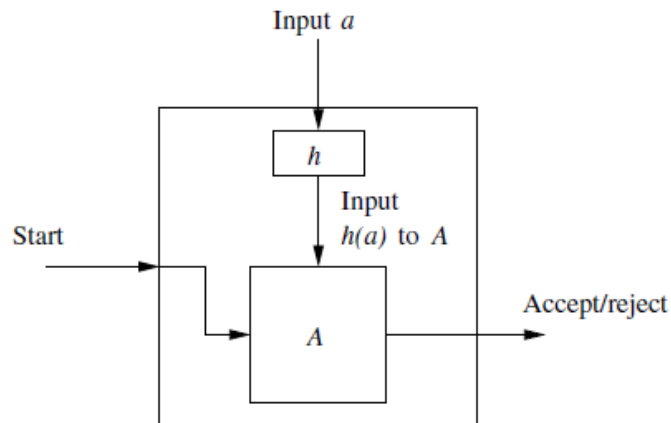 Input a
h
Input
h(a) to A
Start
Accept/reject
A